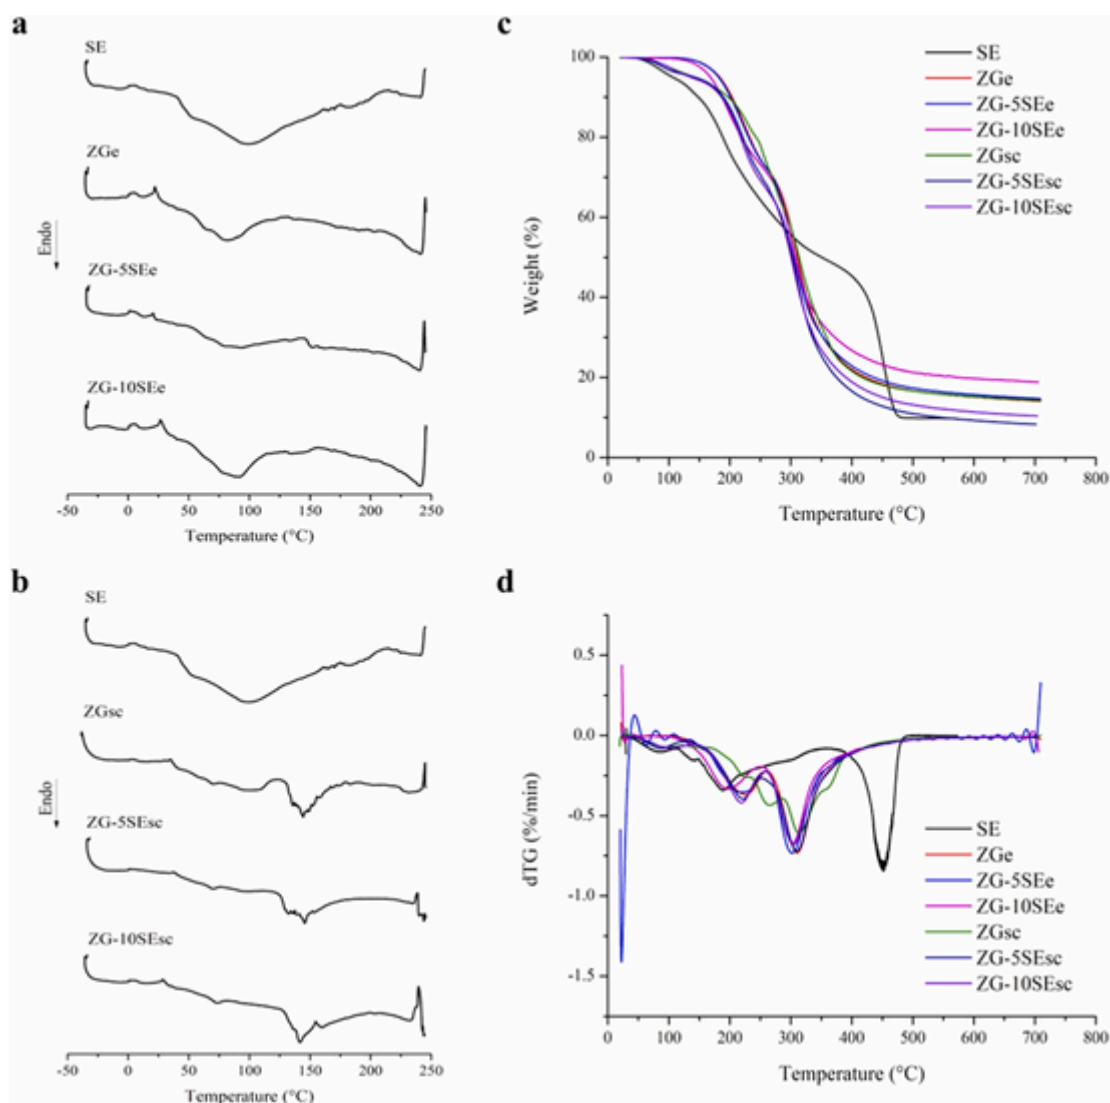 a
SE
ZGe
Endo
ZG-5SEe
ZG-10SEe
-50 0 50 100 150 200 250
Temperature (°C)
b
SE
ZGsc
Endo
ZG-5SEsc
ZG-10SEsc
-50 0 50 100 150 200 250
Temperature (°C)
c
SE
ZGe
ZG-5SEe
ZG-10SEe
ZGsc
ZG-5SEsc
ZG-10SEsc
100
80
60
40
20
0
Weight (%)
0 100 200 300 400 500 600 700 800
Temperature (°C)
d
0.5
0.0
-0.5
-1.0
-1.5
dTG (%/min)
SE
ZGe
ZG-5SEe
ZG-10SEe
ZGsc
ZG-5SEsc
ZG-10SEsc
0 100 200 300 400 500 600 700 800
Temperature (°C)